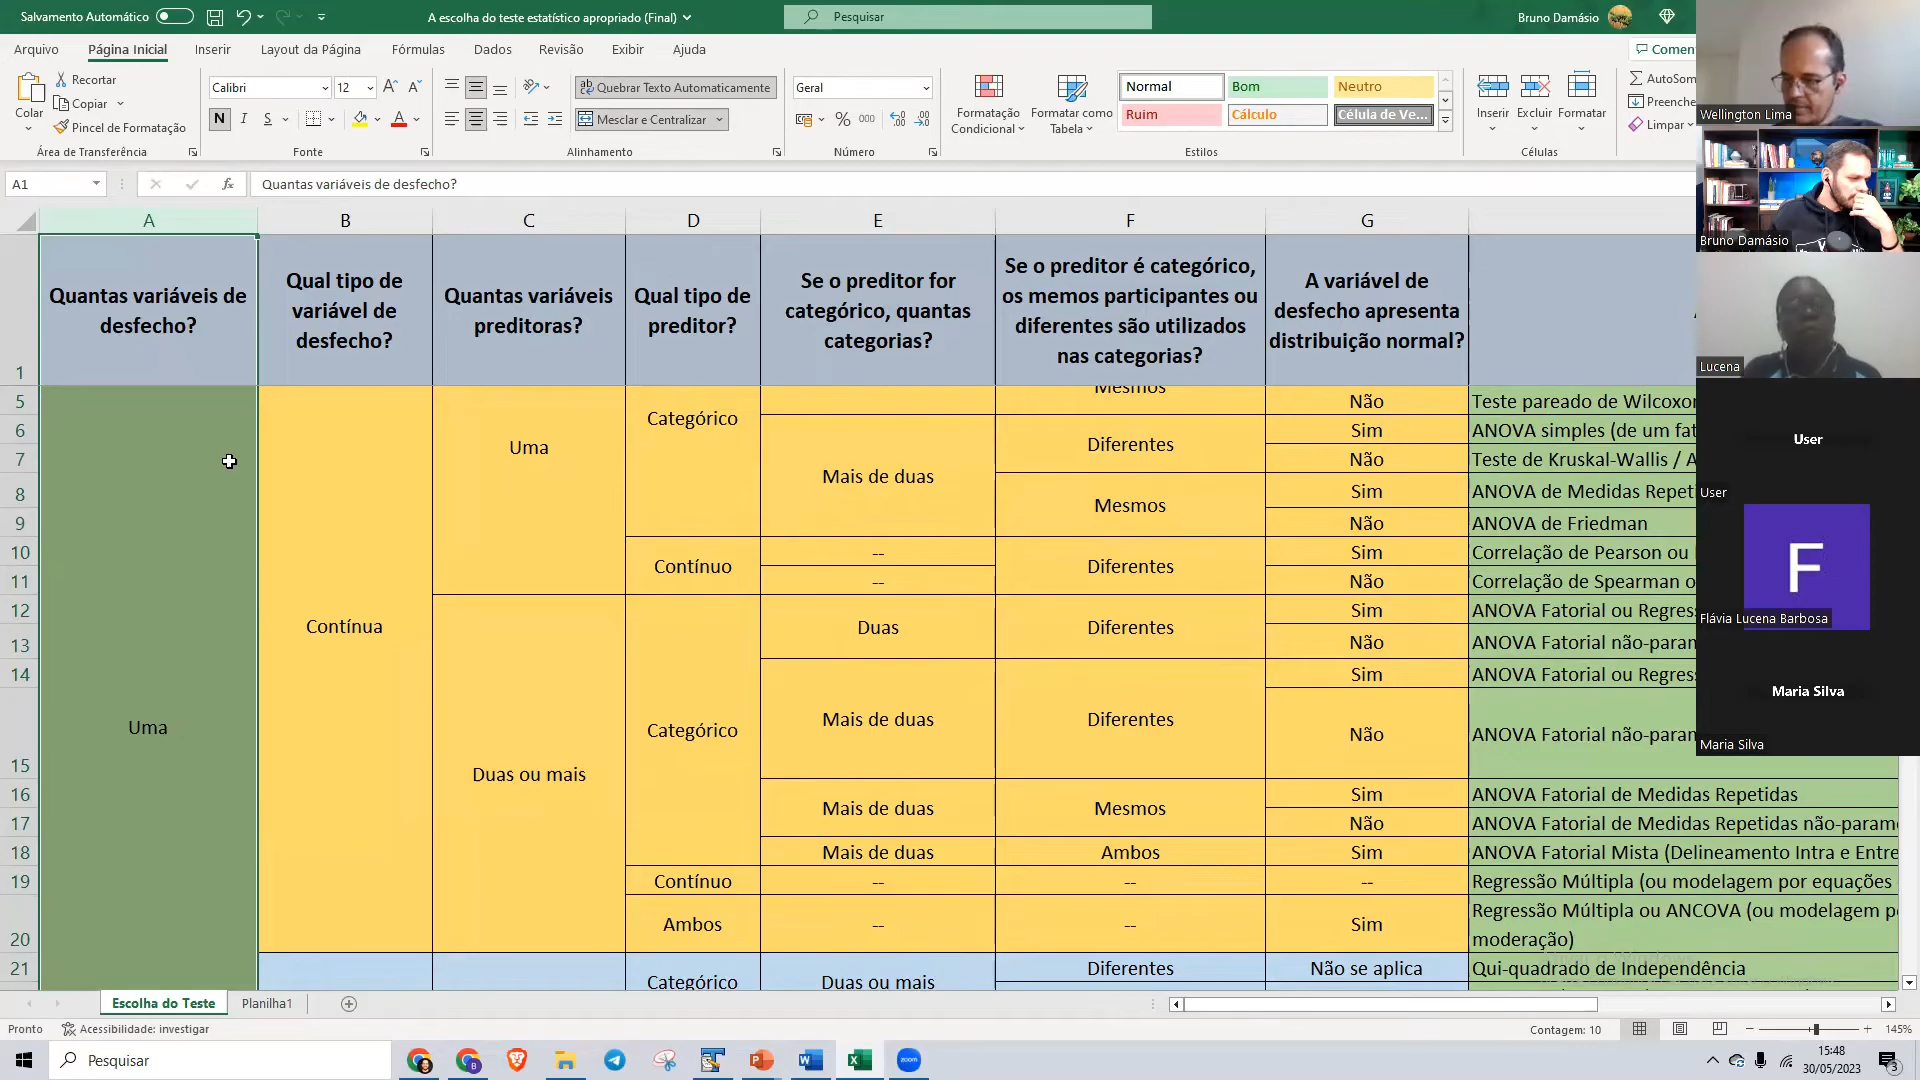 Salvamento Automático
A escolha do teste estatístico apropriado (Final)
Pesquisar
Bruno Damásio
Arquivo
Página Inicial
Inserir
Layout da Página
Fórmulas
Dados
Revisão
Exibir
Ajuda
Comen
Colar
Recortar
Copiar
Pincel de Formatação
Área de Transferência
Calibri
12
N I S
Fonte
Quebrar Texto Automaticamente
Mesclar e Centralizar
Alinhamento
Geral
% 000
Número
Formatação Condicional
Formatar como Tabela
Normal
Bom
Neutro
Ruim
Cálculo
Célula de Ve...
Estilos
Inserir
Excluir
Formatar
Células
AutoSom
Preenche
Limpar
A1
fx
Quantas variáveis de desfecho?
A B C D E F G
1
Quantas variáveis de desfecho?
Qual tipo de variável de desfecho?
Quantas variáveis preditoras?
Qual tipo de preditor?
Se o preditor for categórico, quantas categorias?
Se o preditor é categórico, os memos participantes ou diferentes são utilizados nas categorias?
A variável de desfecho apresenta distribuição normal?
5 Categórico Mesmos Não Teste pareado de Wilcoxon
6 Uma Mais de duas Diferentes Sim ANOVA simples (de um fat
7 Não Teste de Kruskal-Wallis / A
8 Mesmos Sim ANOVA de Medidas Repeti
9 Não ANOVA de Friedman
10 Contínuo -- Diferentes Sim Correlação de Pearson ou
11 -- Não Correlação de Spearman o
12 Contínua Duas Diferentes Sim ANOVA Fatorial ou Regress
13 Não ANOVA Fatorial não-param
14 Sim ANOVA Fatorial ou Regress
15 Uma Duas ou mais Categórico Mais de duas Diferentes Não ANOVA Fatorial não-param
16 Mais de duas Mesmos Sim ANOVA Fatorial de Medidas Repetidas
17 Não ANOVA Fatorial de Medidas Repetidas não-parame
18 Mais de duas Ambos Sim ANOVA Fatorial Mista (Delineamento Intra e Entre
19 Contínuo -- -- -- Regressão Múltipla (ou modelagem por equações
20 Ambos -- -- Sim Regressão Múltipla ou ANCOVA (ou modelagem p
moderação)
21 Categórico Duas ou mais Diferentes Não se aplica Qui-quadrado de Independência
Wellington Lima
Bruno Damásio
Lucena
User
User
F
Flávia Lucena Barbosa
Maria Silva
Maria Silva
Escolha do Teste
Planilha1
Pronto
Acessibilidade: investigar
Contagem: 10
145%
Pesquisar
zoom
15:48
30/05/2023
3